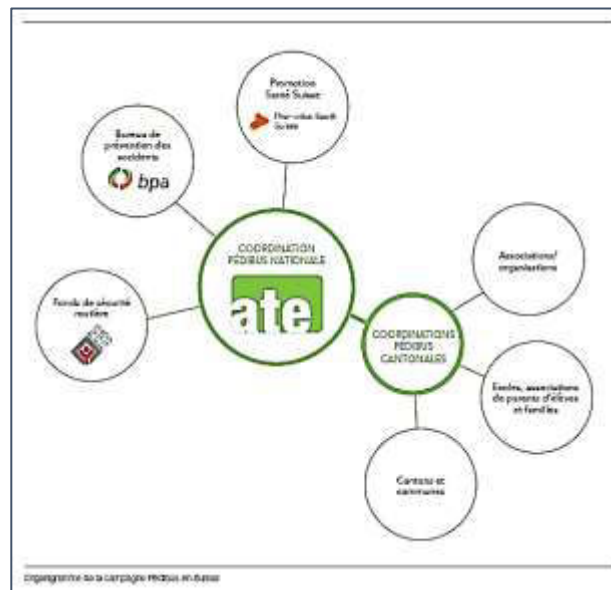 Promotion
Santé Suisse
Bureau de
prévention des
accidents
bpa
COORDINATION
PÉDIBUS NATIONALE
ate
Fonds de sécurité
routière
Associations/
organisations
COORDINATIONS
PÉDIBUS
CANTONALES
Ecoles, associations
de parents d'élèves
et familles
Cantons et
communes
Organigramme de la campagne Pédibus en Suisse